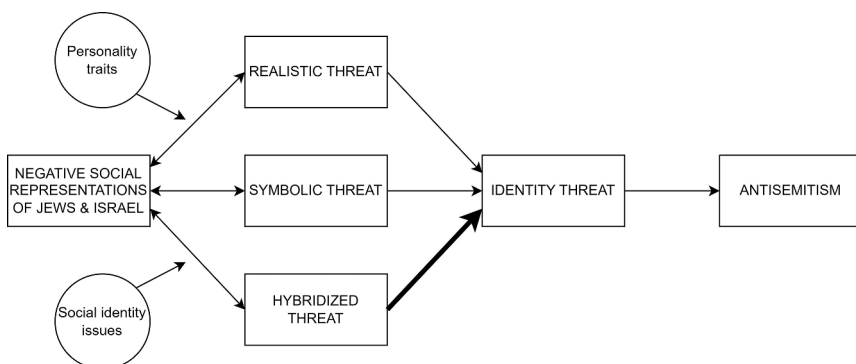 Personality
traits
REALISTIC THREAT
NEGATIVE SOCIAL
REPRESENTATIONS
OF JEWS & ISRAEL
SYMBOLIC THREAT
IDENTITY THREAT
ANTISEMITISM
Social identity
issues
HYBRIDIZED
THREAT